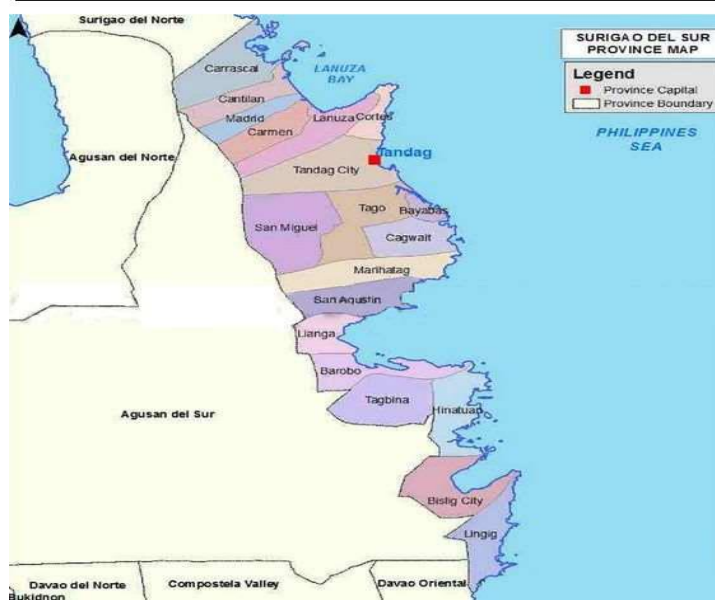 Surigao del Norte
SURIGAO DEL SUR
PROVINCE MAP
Legend
Province Capital
Province Boundary
PHILIPPINES
SEA
LANUZA
BAY
Carrascal
Cantilan
Madrid
Carmen
Lanuza
Cortes
Agusan del Norte
Tandag
Tandag City
Tago
Bayabas
San Miguel
Cagwait
Marihatag
San Agustin
Lianga
Barobo
Tagbina
Hinatuan
Agusan del Sur
Bislig City
Lingig
Davao del Norte
Compostela Valley
Davao Oriental
Bukidnon